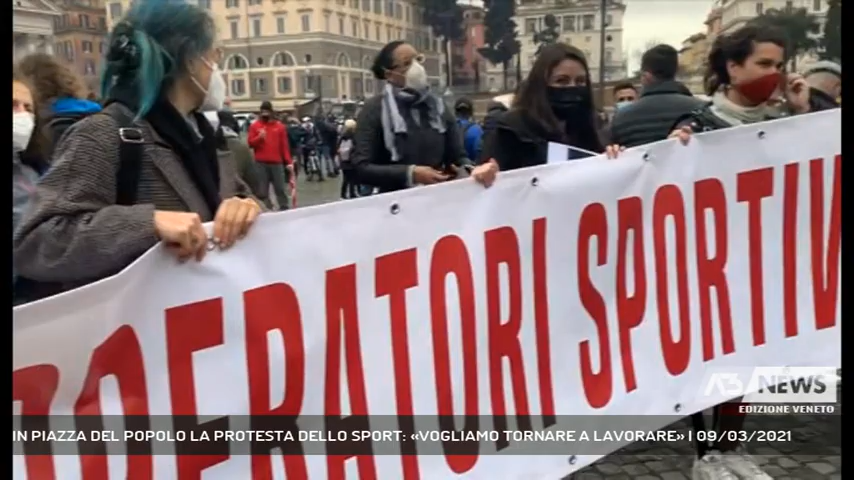 OPERATORI SPORTIV
A3 NEWS
EDIZIONE VENETO
IN PIAZZA DEL POPOLO LA PROTESTA DELLO SPORT: «VOGLIAMO TORNARE A LAVORARE» | 09/03/2021